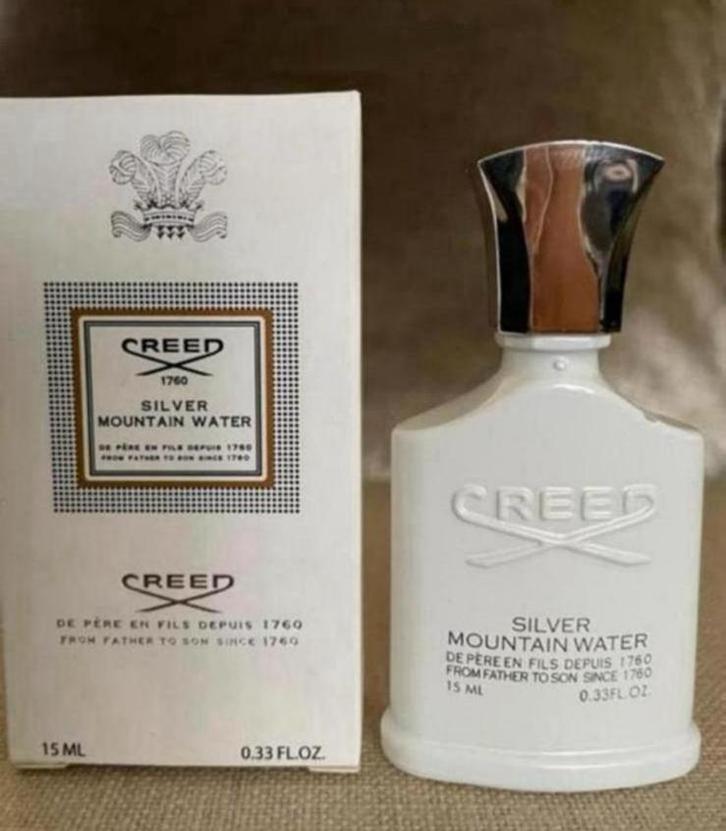 CREED
1760
SILVER
MOUNTAIN WATER
DE PÈRE EN FILS DEPUIS 1760
FROM FATHER TO SON SINCE 1760
CREED
DE PÈRE EN FILS DEPUIS 1760
FROM FATHER TO SON SINCE 1760
15 ML 0.33 FL.OZ.
CREED
SILVER
MOUNTAIN WATER
DE PÈRE EN FILS DEPUIS 1760
FROM FATHER TO SON SINCE 1760
15 ML 0.33FL.OZ.